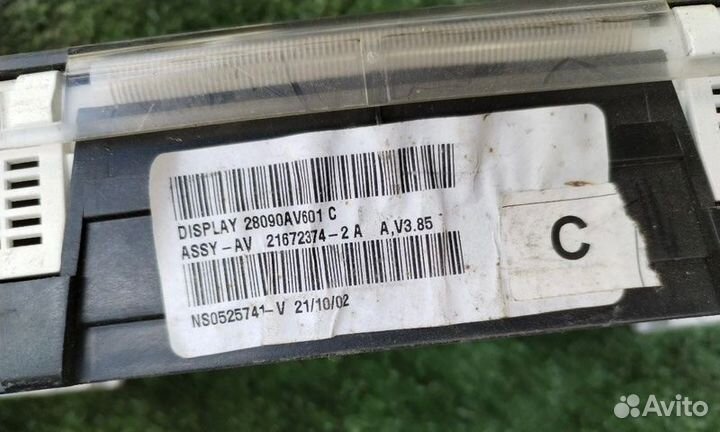 DISPLAY 28090AV601 C
ASSY-AV 21672374-2 A A,V3.85
NS0525741-V 21/10/02
C
Avito